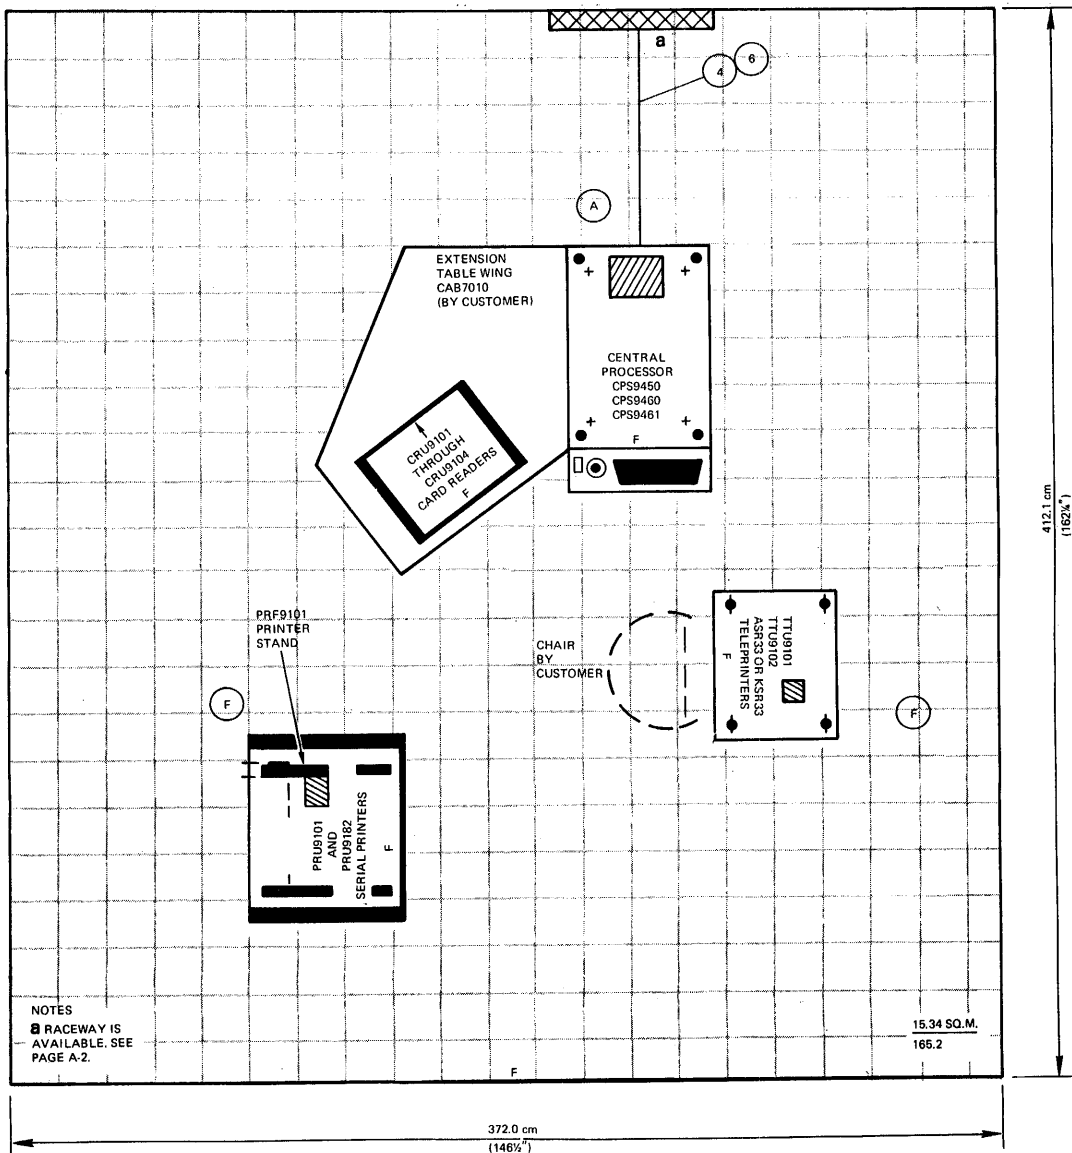 a
4
6
A
EXTENSION
TABLE WING
CAB7010
(BY CUSTOMER)
CENTRAL
PROCESSOR
CPS9450
CPS9460
CPS9461
F
CRU9101
THROUGH
CRU9104
CARD READERS
F
412.1 cm
(162¼")
PRF9101
PRINTER
STAND
CHAIR
BY
CUSTOMER
TTU9101
TTU9102
ASR33 OR KSR33
TELEPRINTERS
F
F
F
PRU9101
AND
PRU9182
SERIAL PRINTERS
F
NOTES
a RACEWAY IS
AVAILABLE. SEE
PAGE A-2.
15.34 SQ.M.
165.2
F
372.0 cm
(146½")